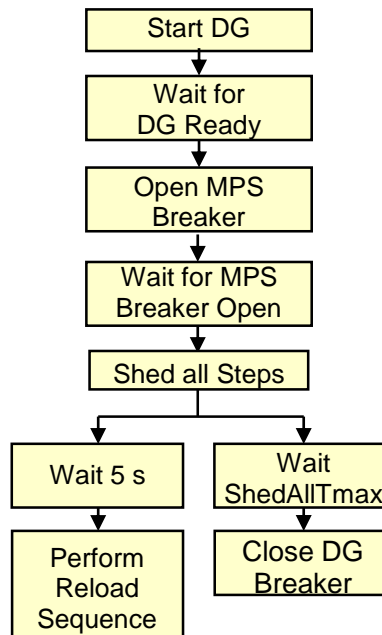 Start DG
Wait for
DG Ready
Open MPS
Breaker
Wait for MPS
Breaker Open
Shed all Steps
Wait 5 s
Perform
Reload
Sequence
Wait
ShedAllTmax
Close DG
Breaker